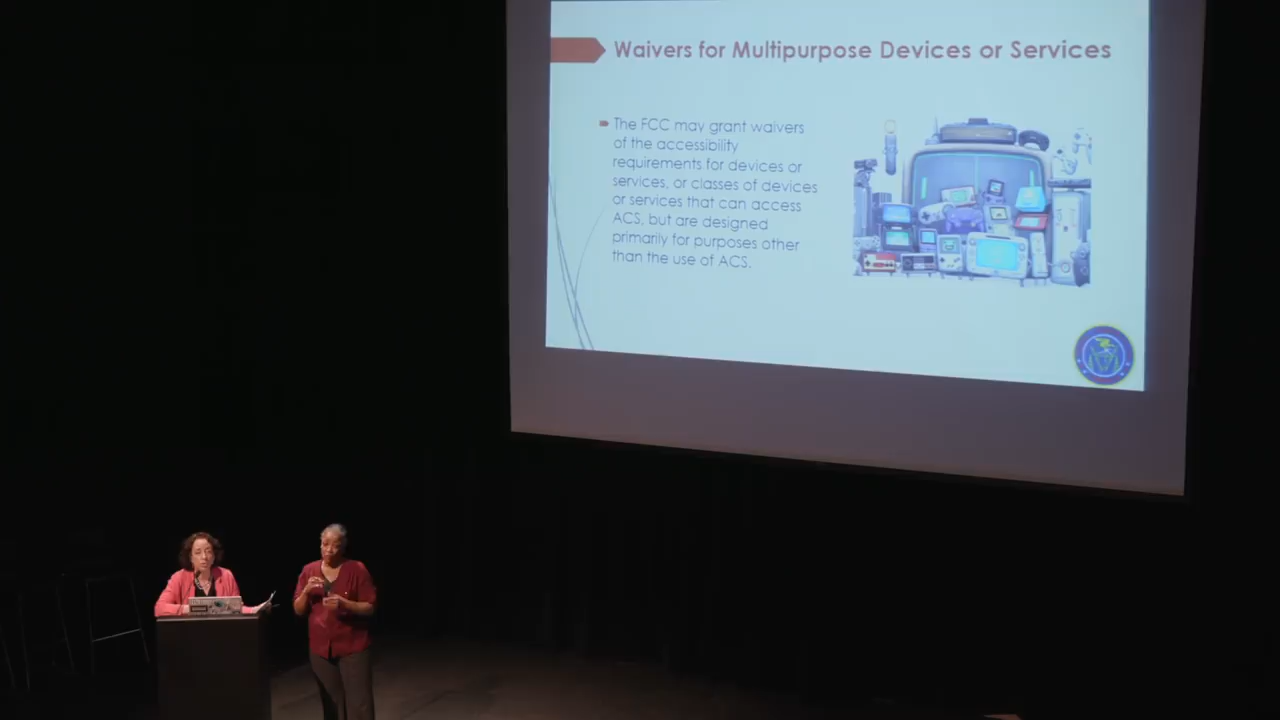 Waivers for Multipurpose Devices or Services
The FCC may grant waivers
of the accessibility
requirements for devices or
services, or classes of devices
or services that can access
ACS, but are designed
primarily for purposes other
than the use of ACS.